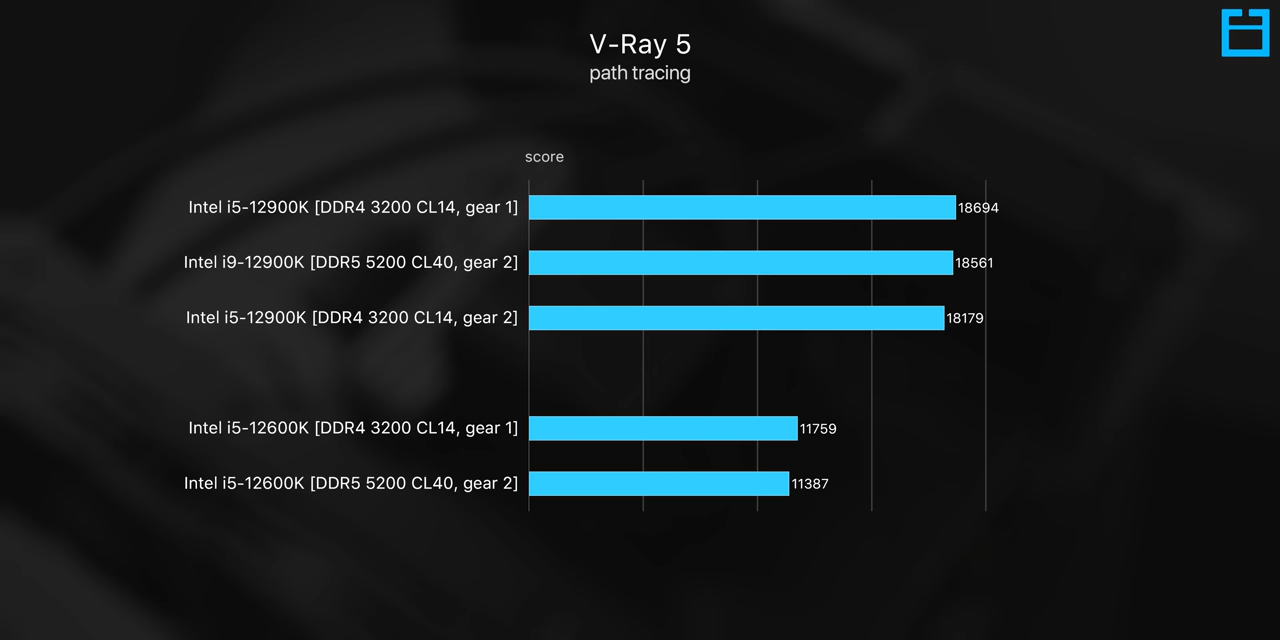 V-Ray 5
path tracing
score
Intel i5-12900K [DDR4 3200 CL14, gear 1] 18694
Intel i9-12900K [DDR5 5200 CL40, gear 2] 18561
Intel i5-12900K [DDR4 3200 CL14, gear 2] 18179
Intel i5-12600K [DDR4 3200 CL14, gear 1] 11759
Intel i5-12600K [DDR5 5200 CL40, gear 2] 11387